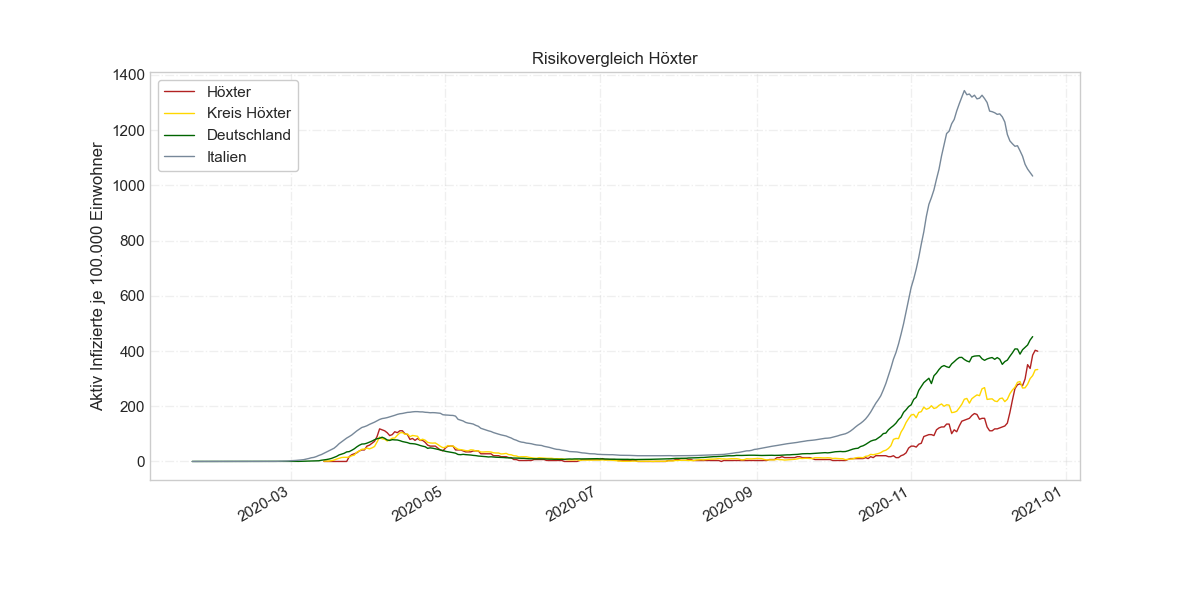 Risikovergleich Höxter
Höxter
Kreis Höxter
Deutschland
Italien
Aktiv Infizierte je 100.000 Einwohner
1400
1200
1000
800
600
400
200
0
2020-03
2020-05
2020-07
2020-09
2020-11
2021-01